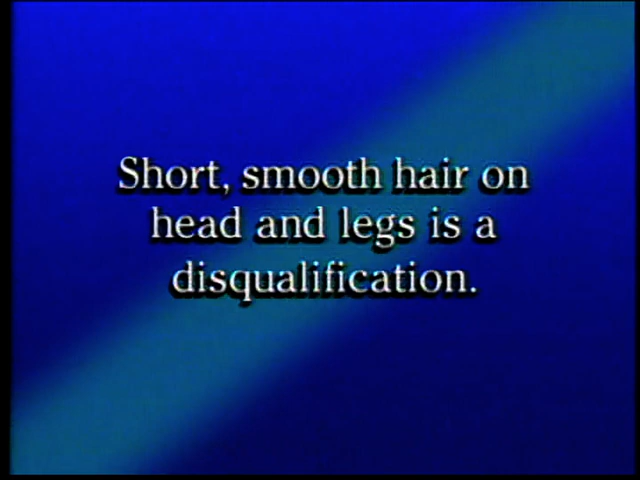 Short, smooth hair on
head and legs is a
disqualification.